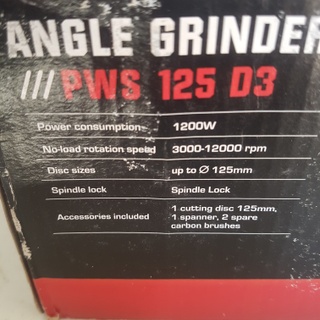 ANGLE GRINDER
/// PWS 125 D3
Power consumption 1200W
No-load rotation speed 3000-12000 rpm
Disc sizes up to Ø 125mm
Spindle lock Spindle Lock
Accessories included 1 cutting disc 125mm,
1 spanner, 2 spare
carbon brushes